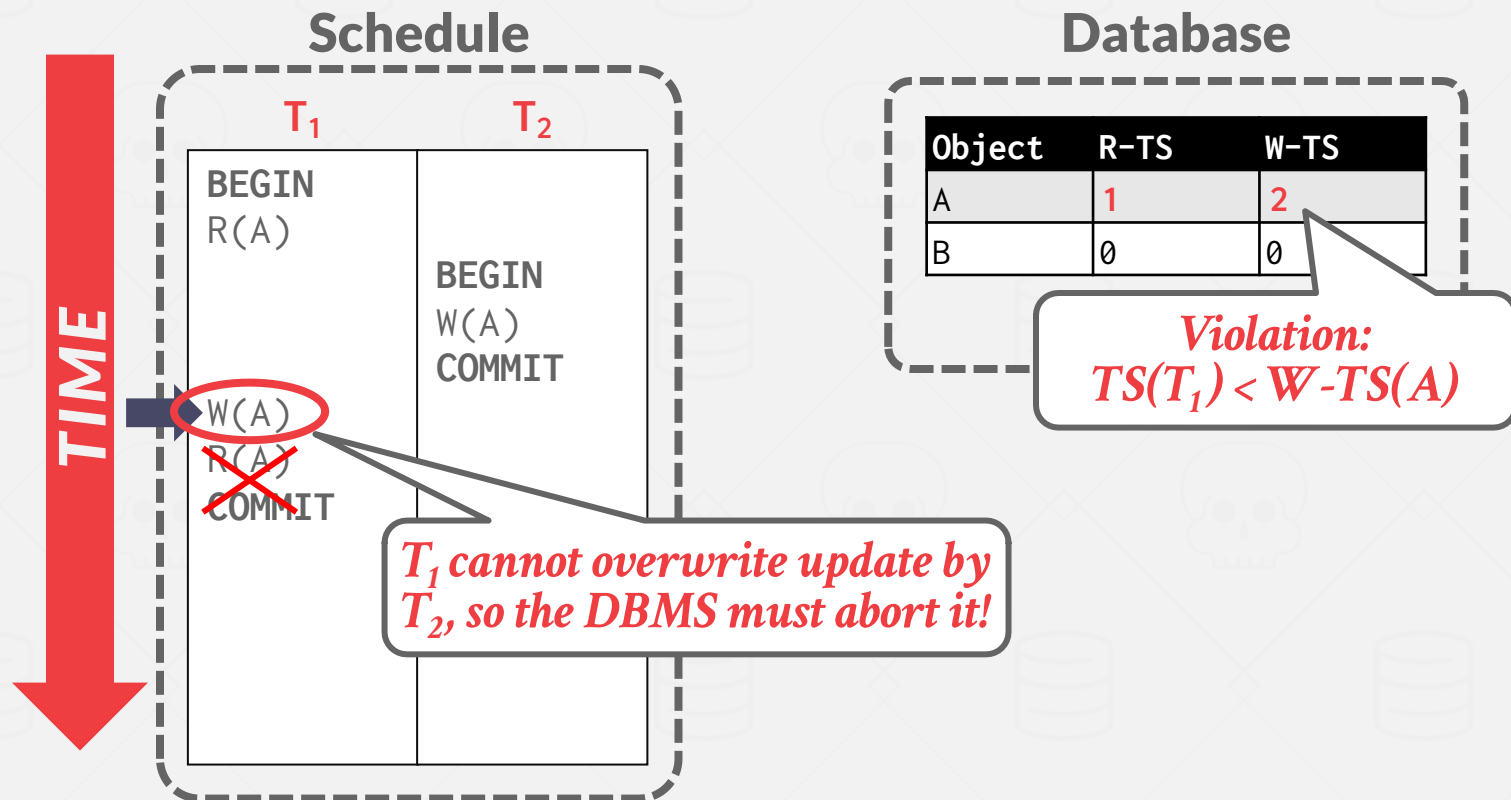 Schedule
Database
TIME
T₁ T₂
BEGIN
R(A)
BEGIN
W(A)
COMMIT
W(A)
R(A)
COMMIT
T₁ cannot overwrite update by
T₂, so the DBMS must abort it!
Object R-TS W-TS
A 1 2
B 0 0
Violation:
TS(T₁) < W-TS(A)